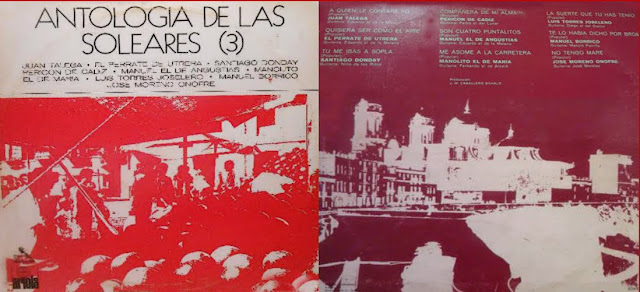 ANTOLOGIA DE LAS
SOLEARES (3)
JUAN TALEGA • EL PERRATE DE UTRERA • SANTIAGO DONDAY
PERICON DE CADIZ • MANUEL EL DE ANGUSTIAS • MANOLITO
EL DE MARIA • LUIS TORRES JOSELERO • MANUEL BORRICO
JOSE MORENO ONOFRE
ariola
A QUIEN LE CONTARE YO
JUAN TALEGA
QUISIERA SER COMO EL AIRE
EL PERRATE DE UTRERA
TU ME IBAS A DOBLA
SANTIAGO DONDAY
COMPAÑERA DE MI ALMA
PERICON DE CADIZ
SON CUATRO PUNTALITOS
MANUEL EL DE ANGUSTIAS
ME ASOME A LA CARRETERA
MANOLITO EL DE MARIA
LA SUERTE QUE TU HAS TENIO
LUIS TORRES JOSELERO
TE LO HABIA DICHO POR
MANUEL BORRICO
NO TENGO MARE
JOSE MORENO ONOFRE